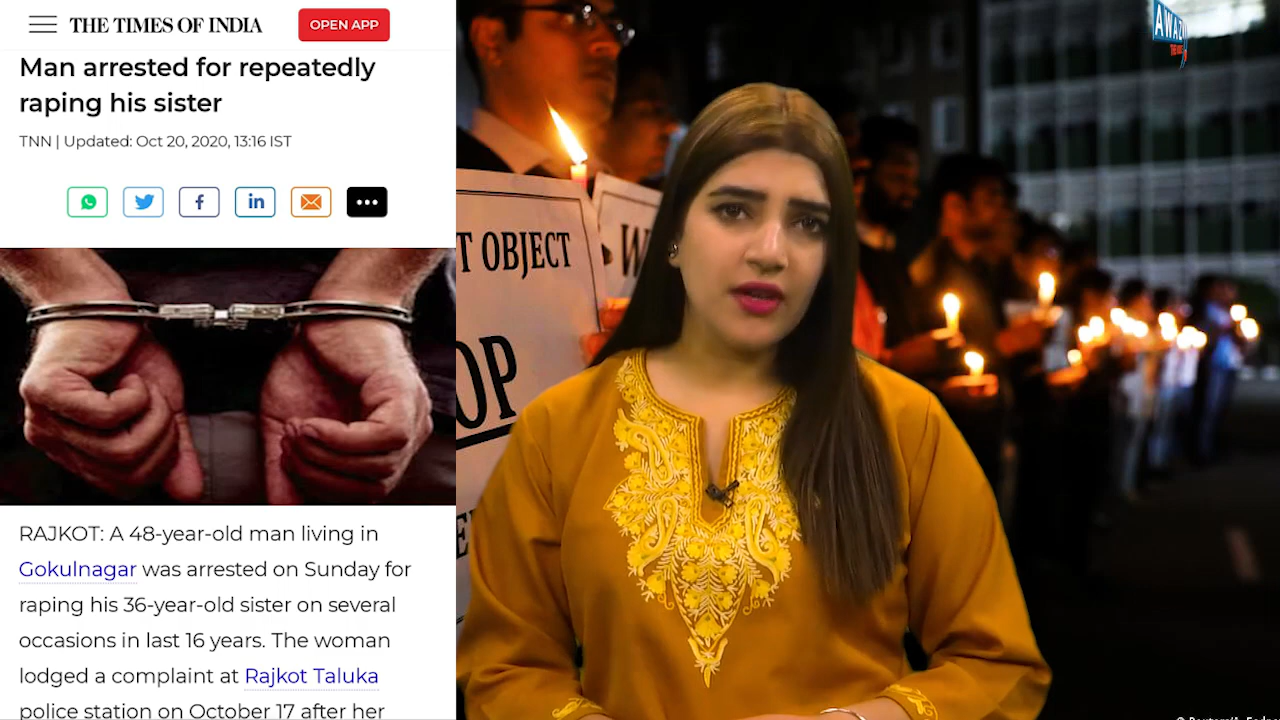 THE TIMES OF INDIA
OPEN APP
Man arrested for repeatedly
raping his sister
TNN | Updated: Oct 20, 2020, 13:16 IST
RAJKOT: A 48-year-old man living in
Gokulnagar was arrested on Sunday for
raping his 36-year-old sister on several
occasions in last 16 years. The woman
lodged a complaint at Rajkot Taluka
police station on October 17 after her
T OBJECT
W
OP
AWAZ